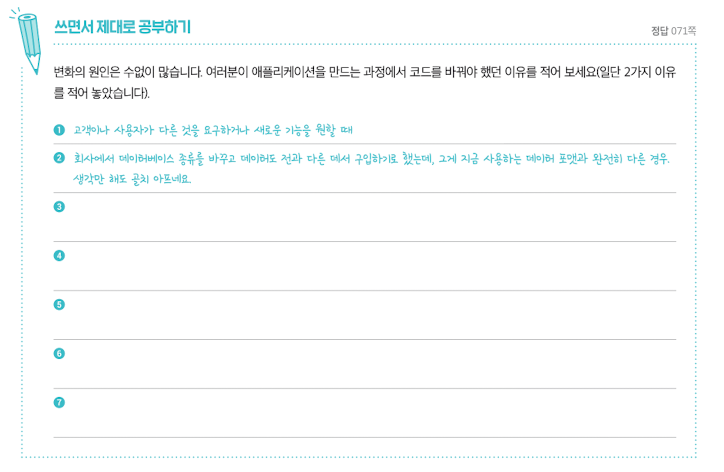 쓰면서 제대로 공부하기
정답 071쪽
변화의 원인은 수없이 많습니다. 여러분이 애플리케이션을 만드는 과정에서 코드를 바꿔야 했던 이유를 적어 보세요(일단 2가지 이유
를 적어 놓았습니다).
1 고객이나 사용자가 다른 것을 요구하거나 새로운 기능을 원할 때
2 회사에서 데이터베이스 종류를 바꾸고 데이터도 전과 다른 데서 구입하기로 했는데, 그게 지금 사용하는 데이터 포맷과 완전히 다른 경우.
생각만 해도 골치 아프네요.
3
4
5
6
7